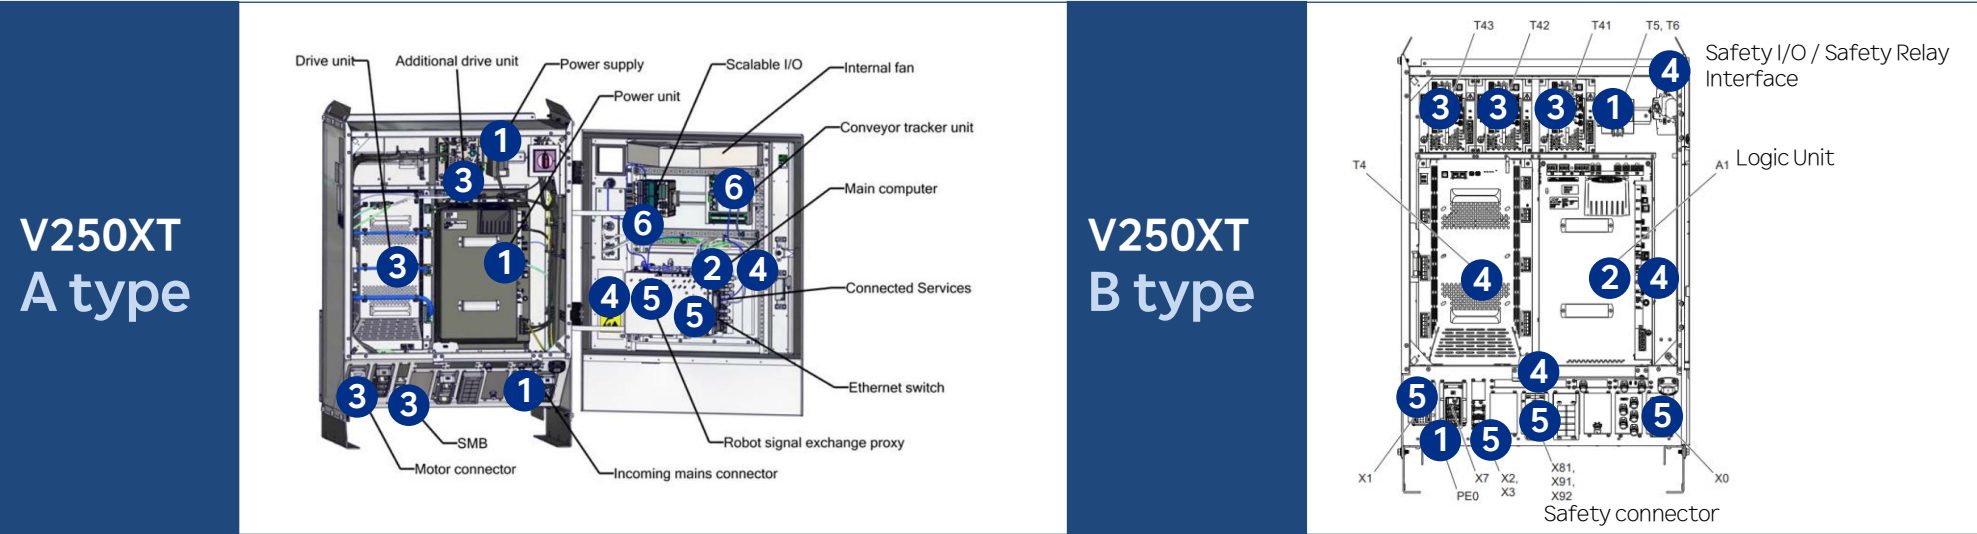 V250XT
A type
Drive unit
Additional drive unit
Power supply
Power unit
Scalable I/O
Internal fan
Conveyor tracker unit
Main computer
Connected Services
Ethernet switch
Robot signal exchange proxy
Incoming mains connector
SMB
Motor connector
1
3
6
6
3
1
2
4
4
5
5
3
3
1
V250XT
B type
T43
T42
T41
T5, T6
Safety I/O / Safety Relay
Interface
4
3
3
3
1
T4
A1
Logic Unit
4
2
4
4
5
1
5
5
5
X1
PE0
X7
X2,
X3
X81,
X91,
X92
X0
Safety connector